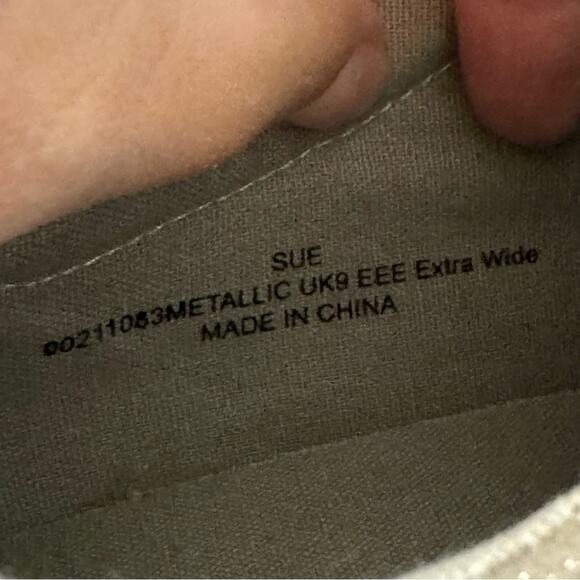 SUE
00211083METALLIC UK9 EEE Extra Wide
MADE IN CHINA